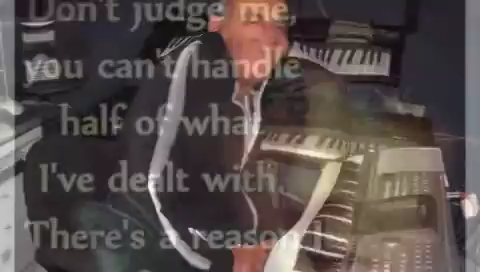 Don't judge me,
you can't handle
half of what
I've dealt with.
There's a reason I